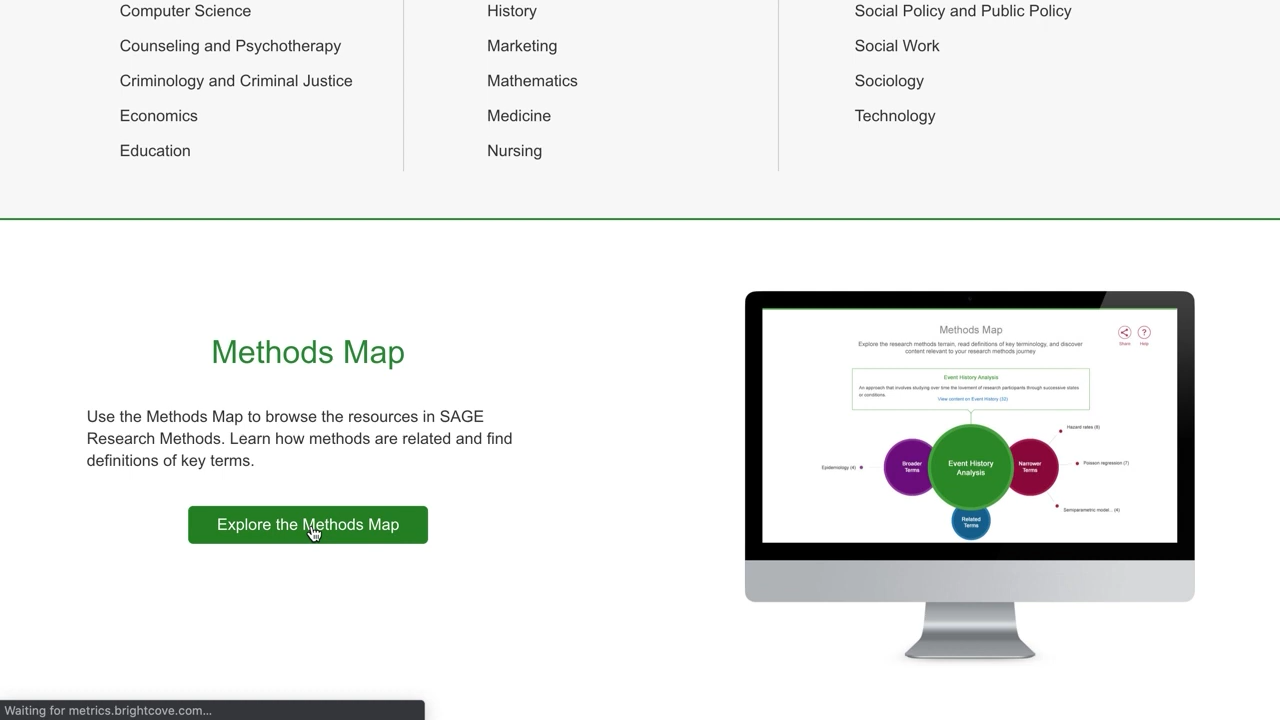 Computer Science
Counseling and Psychotherapy
Criminology and Criminal Justice
Economics
Education
History
Marketing
Mathematics
Medicine
Nursing
Social Policy and Public Policy
Social Work
Sociology
Technology
Methods Map
Use the Methods Map to browse the resources in SAGE
Research Methods. Learn how methods are related and find
definitions of key terms.
Explore the Methods Map
Methods Map
Explore the research methods terrain, read definitions of key terminology, and discover
content relevant to your research methods journey
Share
Help
Event History Analysis
An approach that involves studying over time the movement of research participants through successive states
or conditions.
View content on Event History (32)
Epidemiology (4)
Broader
Terms
Event History
Analysis
Narrower
Terms
Related
Terms
Hazard rates (8)
Poisson regression (7)
Semiparametric model... (4)
Waiting for metrics.brightcove.com...